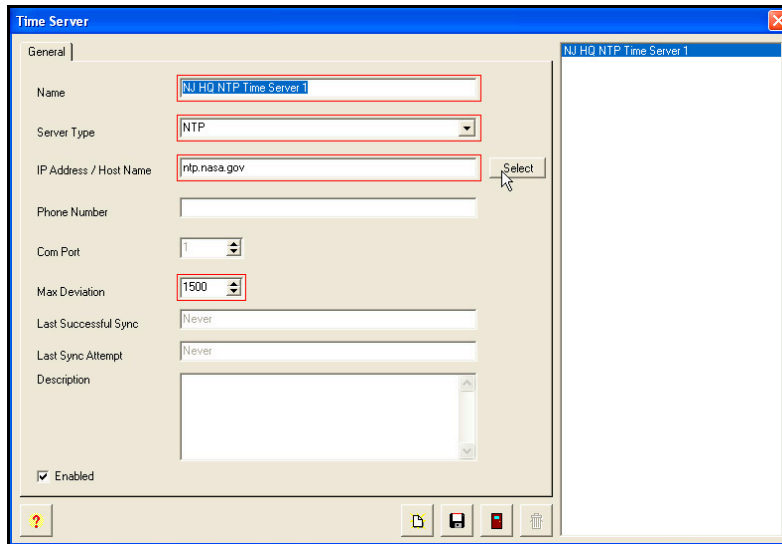 Time Server
General
NJ HQ NTP Time Server 1
Name NJ HQ NTP Time Server 1
Server Type NTP
IP Address / Host Name ntp.nasa.gov Select
Phone Number
Com Port 1
Max Deviation 1500
Last Successful Sync Never
Last Sync Attempt Never
Description
Enabled
?